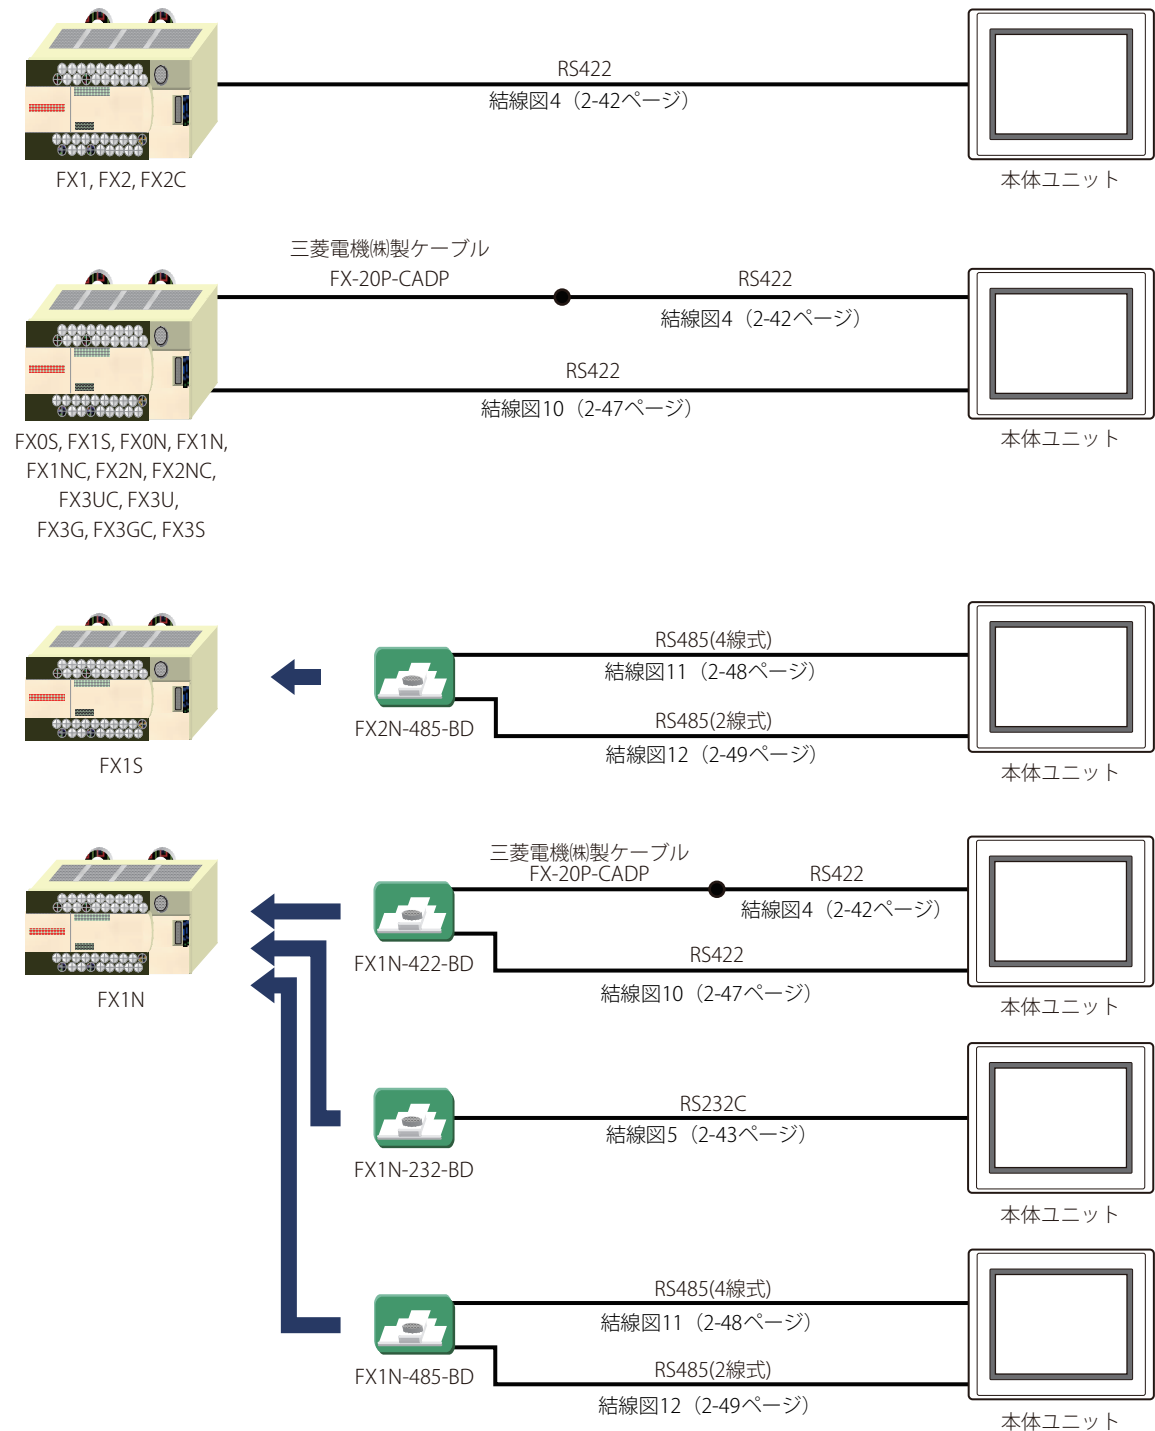 RS422
結線図4（2-42ページ）
FX1, FX2, FX2C
本体ユニット
三菱電機㈱製ケーブル
FX-20P-CADP
RS422
結線図4（2-42ページ）
RS422
結線図10（2-47ページ）
本体ユニット
FX0S, FX1S, FX0N, FX1N,
FX1NC, FX2N, FX2NC,
FX3UC, FX3U,
FX3G, FX3GC, FX3S
RS485(4線式)
結線図11（2-48ページ）
FX2N-485-BD
RS485(2線式)
結線図12（2-49ページ）
FX1S
本体ユニット
三菱電機㈱製ケーブル
FX-20P-CADP
RS422
結線図4（2-42ページ）
FX1N-422-BD
RS422
結線図10（2-47ページ）
FX1N
本体ユニット
RS232C
結線図5（2-43ページ）
FX1N-232-BD
本体ユニット
RS485(4線式)
結線図11（2-48ページ）
FX1N-485-BD
RS485(2線式)
結線図12（2-49ページ）
本体ユニット